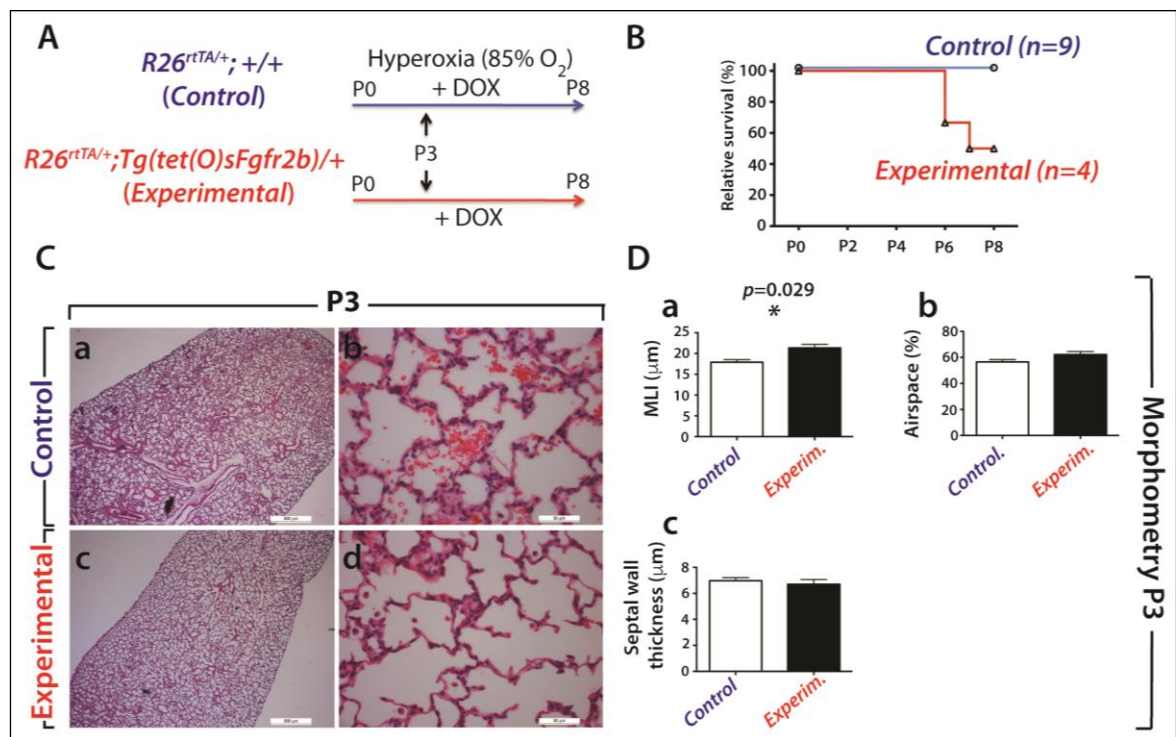 A
R26rtTA/+; +/+
(Control)
R26rtTA/+;Tg(tet(O)sFgfr2b)/+
(Experimental)
Hyperoxia (85% O2)
P0 + DOX P8
P3
P0 P8
+ DOX
B
Control (n=9)
Experimental (n=4)
Relative survival (%)
100
80
60
40
20
0
P0 P2 P4 P6 P8
C
P3
Control
Experimental
a
b
c
d
D
a
p=0.029
*
MLI (μm)
25
20
15
10
5
0
Control Experim.
b
Airspace (%)
80
60
40
20
0
Control. Experim.
c
Septal wall
thickness (μm)
8
6
4
2
0
Control Experim.
Morphometry P3